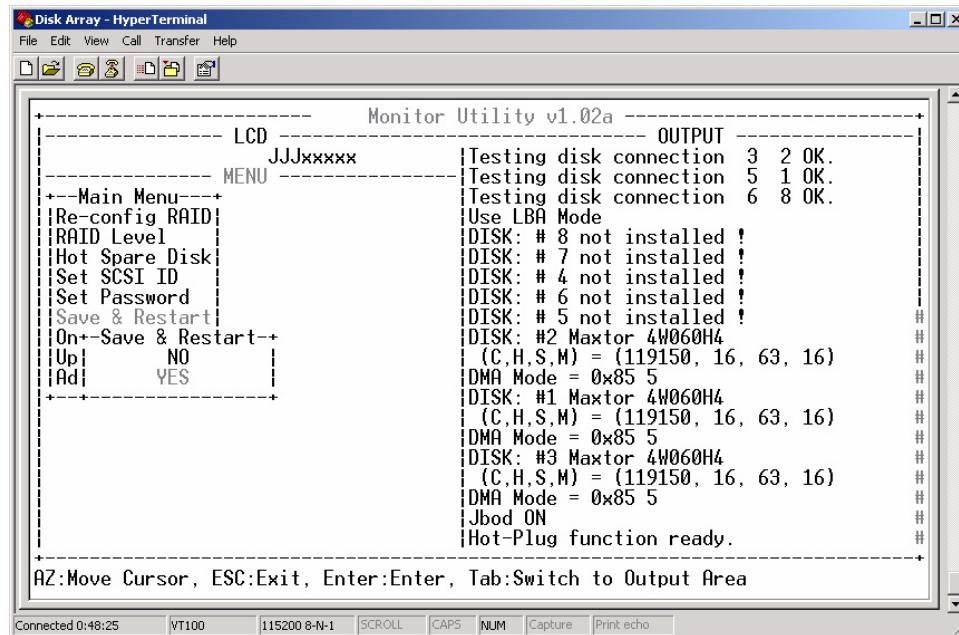 Disk Array - HyperTerminal
File Edit View Call Transfer Help
Monitor Utility v1.02a
LCD
JJJxxxxx
MENU
+--Main Menu---+
Re-config RAID
RAID Level
Hot Spare Disk
Set SCSI ID
Set Password
Save & Restart
On+-Save & Restart-+
Up| NO
Ad| YES
OUTPUT
Testing disk connection 3 2 OK.
Testing disk connection 5 1 OK.
Testing disk connection 6 8 OK.
Use LBA Mode
DISK: # 8 not installed !
DISK: # 7 not installed !
DISK: # 4 not installed !
DISK: # 6 not installed !
DISK: # 5 not installed !
DISK: #2 Maxtor 4W060H4
(C,H,S,M) = (119150, 16, 63, 16)
DMA Mode = 0x85 5
DISK: #1 Maxtor 4W060H4
(C,H,S,M) = (119150, 16, 63, 16)
DMA Mode = 0x85 5
DISK: #3 Maxtor 4W060H4
(C,H,S,M) = (119150, 16, 63, 16)
DMA Mode = 0x85 5
Jbod ON
Hot-Plug function ready.
AZ:Move Cursor, ESC:Exit, Enter:Enter, Tab:Switch to Output Area
Connected 0:48:25 VT100 115200 8-N-1 SCROLL CAPS NUM Capture Print echo